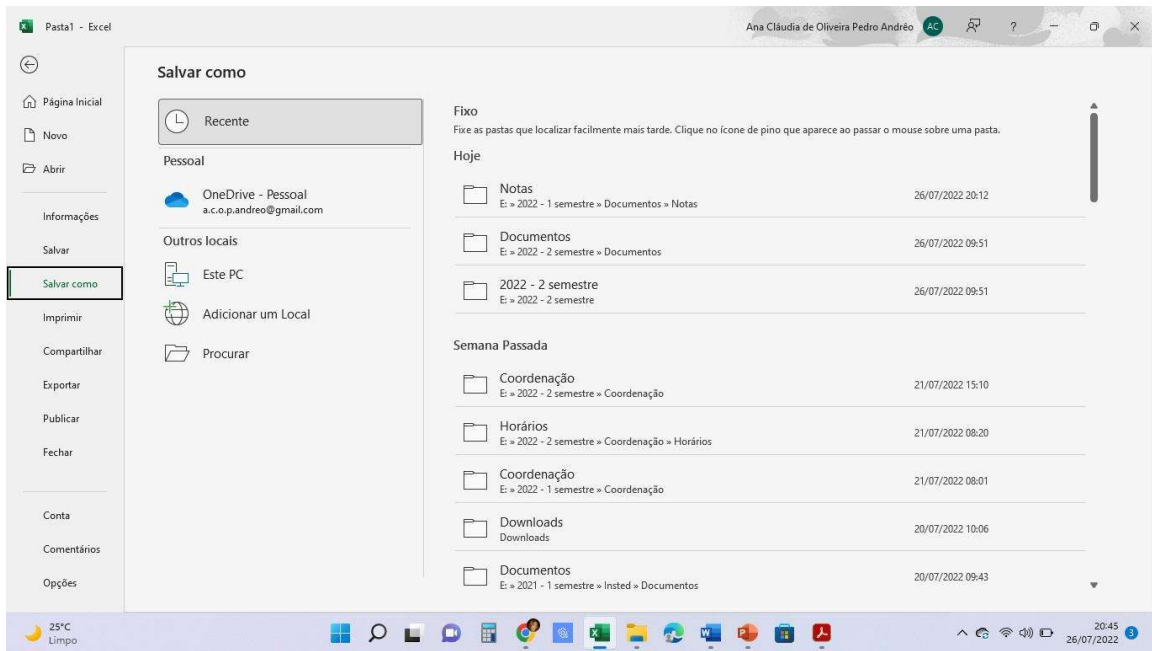 Pasta1 - Excel
Ana Cláudia de Oliveira Pedro Andrêo
AC
?
Salvar como
Página Inicial
Novo
Abrir
Informações
Salvar
Salvar como
Imprimir
Compartilhar
Exportar
Publicar
Fechar
Conta
Comentários
Opções
Recente
Pessoal
OneDrive - Pessoal
a.c.o.p.andreo@gmail.com
Outros locais
Este PC
Adicionar um Local
Procurar
Fixo
Fixe as pastas que localizar facilmente mais tarde. Clique no ícone de pino que aparece ao passar o mouse sobre uma pasta.
Hoje
Notas
E: » 2022 - 1 semestre » Documentos » Notas
26/07/2022 20:12
Documentos
E: » 2022 - 2 semestre » Documentos
26/07/2022 09:51
2022 - 2 semestre
E: » 2022 - 2 semestre
26/07/2022 09:51
Semana Passada
Coordenação
E: » 2022 - 2 semestre » Coordenação
21/07/2022 15:10
Horários
E: » 2022 - 2 semestre » Coordenação » Horários
21/07/2022 08:20
Coordenação
E: » 2022 - 1 semestre » Coordenação
21/07/2022 08:01
Downloads
Downloads
20/07/2022 10:06
Documentos
E: » 2021 - 1 semestre » Insted » Documentos
20/07/2022 09:43
25°C
Limpo
20:45
26/07/2022
3